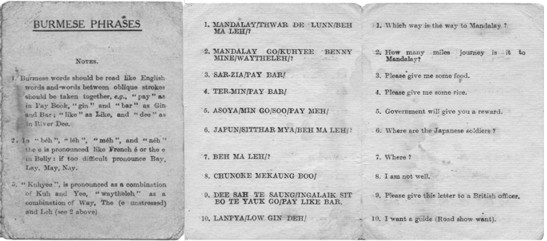 BURMESE PHRASES
NOTES.
1. Burmese words should be read like English
words and words between oblique strokes
should be taken together, e.g., "pay" as
in Pay Book, "gin" and "bar" as Gin
and Bar; "like" as Like, and "dee" as
in River Dee.
2. In "beh", "leh", "meh", and "neh"
the e is pronounced like French é or the e
in Belly: if too difficult pronounce Bay,
Lay, May, Nay.
3. "Kuhyee", is pronounced as a combination
of Kuh and Yee, "waytheleh." as a
combination of Way, The (e unstressed)
and Leh (see 2 above)
1. MANDALAY/THWAR DE LUNN/BEH
MA LEH/?
2. MANDALAY GO/KUHYEE BENNY
MINE/WAYTHELEH/?
3. SAR-ZIA/PAY BAR/
4. TER-MIN/PAY BAR/
5. ASOYA/MIN GO/SOO/PAY MEH/
6. JAPUN/SITTHAR MYA/BEH MA LEH/?
7. BEH MA LEH/?
8. CHUNOKE MEKAUNG BOO/
9. DEE SAH YE SAUNG/INGALAIK SIT
BO TE YAUK GO/PAY LIKE BAR.
10. LANPYA/LOW GIN DEH/
1. Which way is the way to Mandalay?
2. How many miles journey is it to
Mandalay?
3. Please give me some food.
4. Please give me some rice.
5. Government will give you a reward.
6. Where are the Japanese soldiers?
7. Where?
8. I am not well.
9. Please give this letter to a British officer.
10. I want a guide (Road show want).